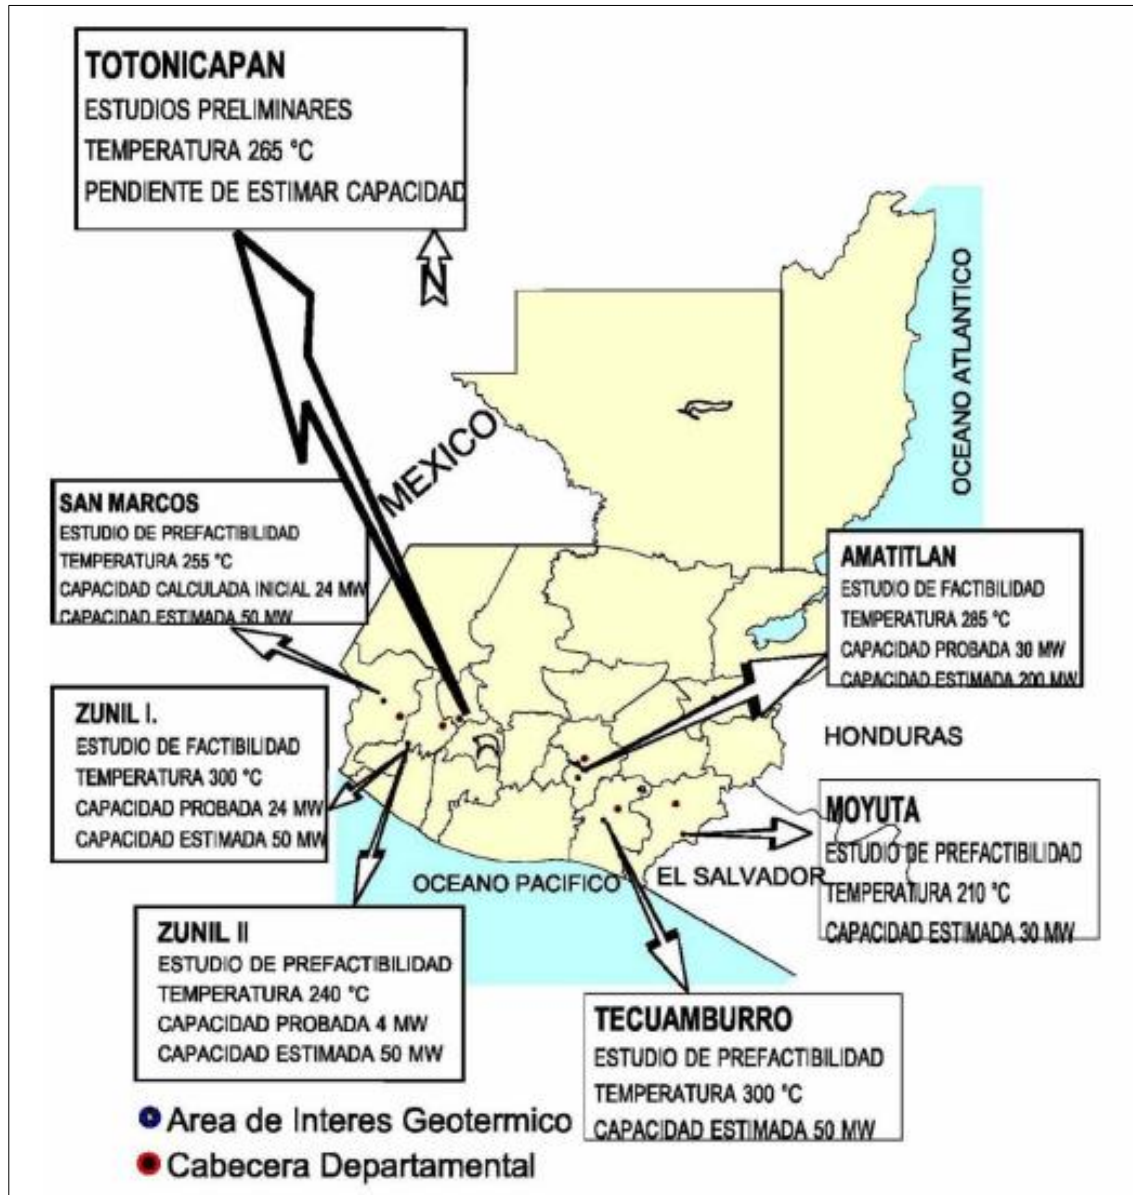 TOTONICAPAN
ESTUDIOS PRELIMINARES
TEMPERATURA 265 °C
PENDIENTE DE ESTIMAR CAPACIDAD
N
OCEANO ATLANTICO
MEXICO
SAN MARCOS
ESTUDIO DE PREFACTIBILIDAD
TEMPERATURA 255 °C
CAPACIDAD CALCULADA INICIAL 24 MW
CAPACIDAD ESTIMADA 50 MW
AMATITLAN
ESTUDIO DE FACTIBILIDAD
TEMPERATURA 285 °C
CAPACIDAD PROBADA 30 MW
CAPACIDAD ESTIMADA 200 MW
ZUNIL I.
ESTUDIO DE FACTIBILIDAD
TEMPERATURA 300 °C
CAPACIDAD PROBADA 24 MW
CAPACIDAD ESTIMADA 50 MW
HONDURAS
MOYUTA
ESTUDIO DE PREFACTIBILIDAD
TEMPERATURA 210 °C
CAPACIDAD ESTIMADA 30 MW
OCEANO PACIFICO
EL SALVADOR
ZUNIL II
ESTUDIO DE PREFACTIBILIDAD
TEMPERATURA 240 °C
CAPACIDAD PROBADA 4 MW
CAPACIDAD ESTIMADA 50 MW
TECUAMBURRO
ESTUDIO DE PREFACTIBILIDAD
TEMPERATURA 300 °C
CAPACIDAD ESTIMADA 50 MW
Area de Interes Geotermico
Cabecera Departamental